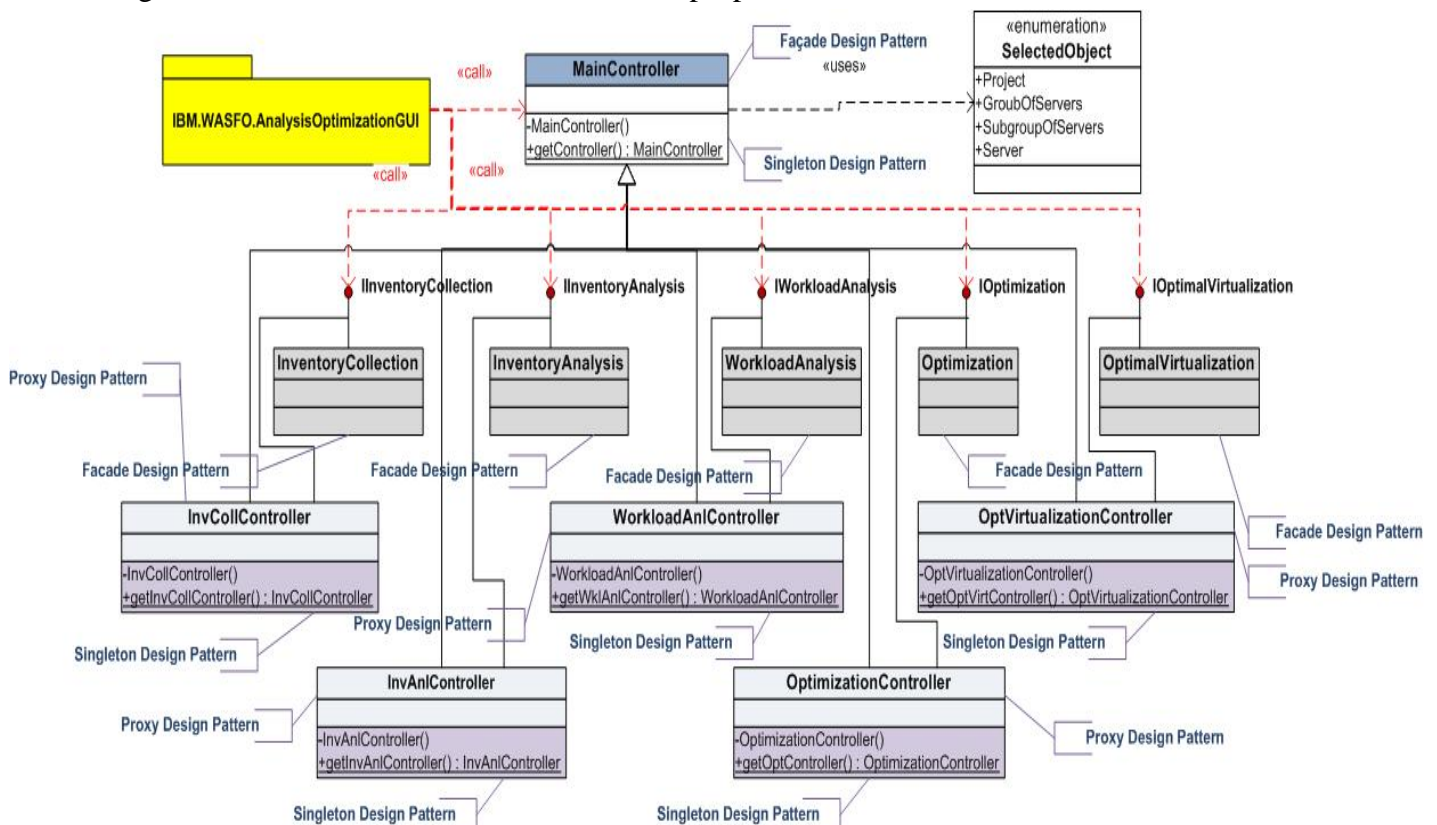 «enumeration»
SelectedObject
+Project
+GroubOfServers
+SubgroupOfServers
+Server
Façade Design Pattern
«uses»
«call»
MainController
-MainController()
+getController() : MainController
Singleton Design Pattern
IBM.WASFO.AnalysisOptimizationGUI
«call»
«call»
IInventoryCollection
IInventoryAnalysis
IWorkloadAnalysis
IOptimization
IOptimalVirtualization
InventoryCollection
InventoryAnalysis
WorkloadAnalysis
Optimization
OptimalVirtualization
Proxy Design Pattern
Facade Design Pattern
Facade Design Pattern
Facade Design Pattern
Facade Design Pattern
Facade Design Pattern
InvCollController
-InvCollController()
+getInvCollController() : InvCollController
WorkloadAnlController
-WorkloadAnlController()
+getWklAnlController() : WorkloadAnlController
OptVirtualizationController
-OptVirtualizationController()
+getOptVirtController() : OptVirtualizationController
Proxy Design Pattern
Proxy Design Pattern
Singleton Design Pattern
Singleton Design Pattern
Singleton Design Pattern
InvAnlController
-InvAnlController()
+getInvAnlController() : InvAnlController
OptimizationController
-OptimizationController()
+getOptController() : OptimizationController
Proxy Design Pattern
Proxy Design Pattern
Singleton Design Pattern
Singleton Design Pattern